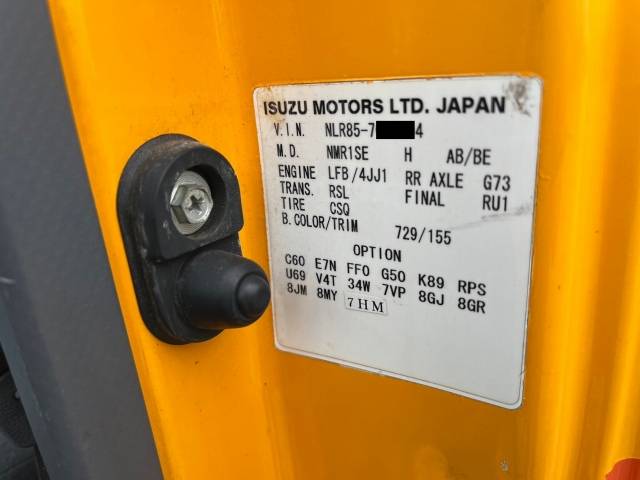 ISUZU MOTORS LTD. JAPAN
V.I.N. NLR85-7 4
M.D. NMR1SE H AB/BE
ENGINE LFB/4JJ1 RR AXLE G73
TRANS. RSL FINAL RU1
TIRE CSQ
B.COLOR/TRIM 729/155
OPTION
C60 E7N FF0 G50 K89 RPS
U69 V4T 34W 7VP 8GJ 8GR
8JM 8MY 7HM